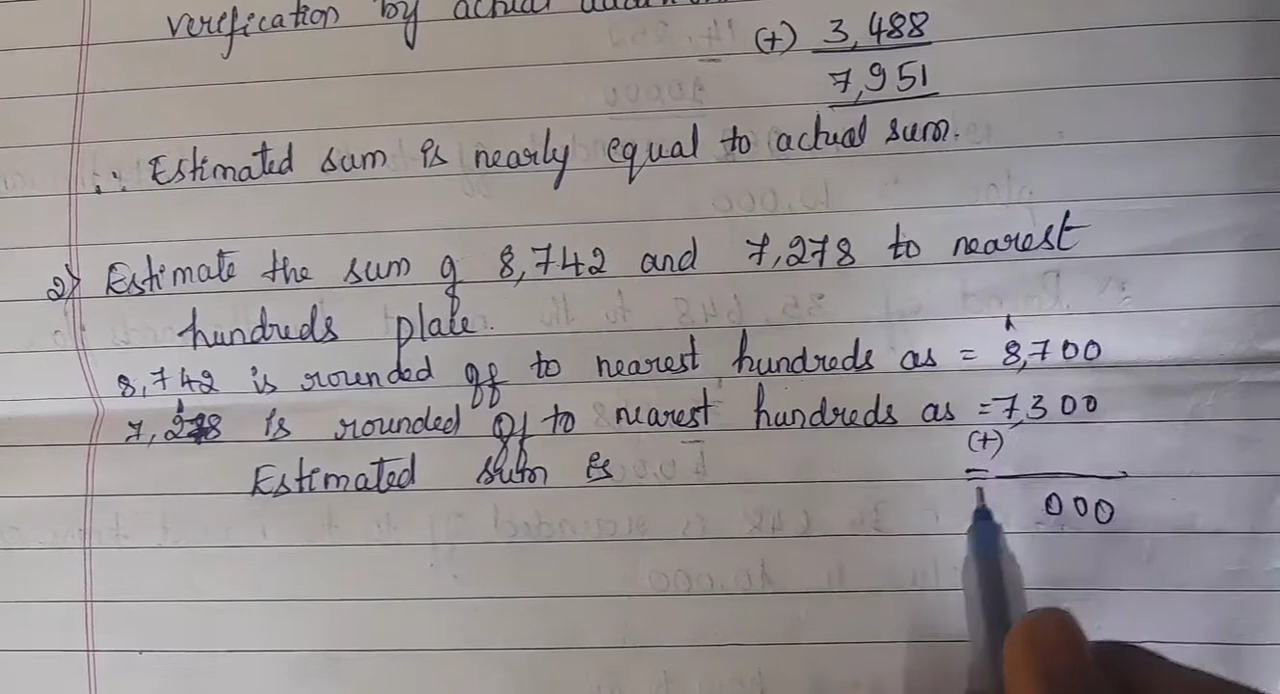 verification by actual
(+) 3,488
7,951
∴ Estimated sum is nearly equal to actual sum.
2) Estimate the sum of 8,742 and 7,278 to nearest
hundreds place.
8,742 is rounded off to nearest hundreds as = 8,700
7,278 is rounded off to nearest hundreds as = 7,300
(+)
Estimated sum is =
000